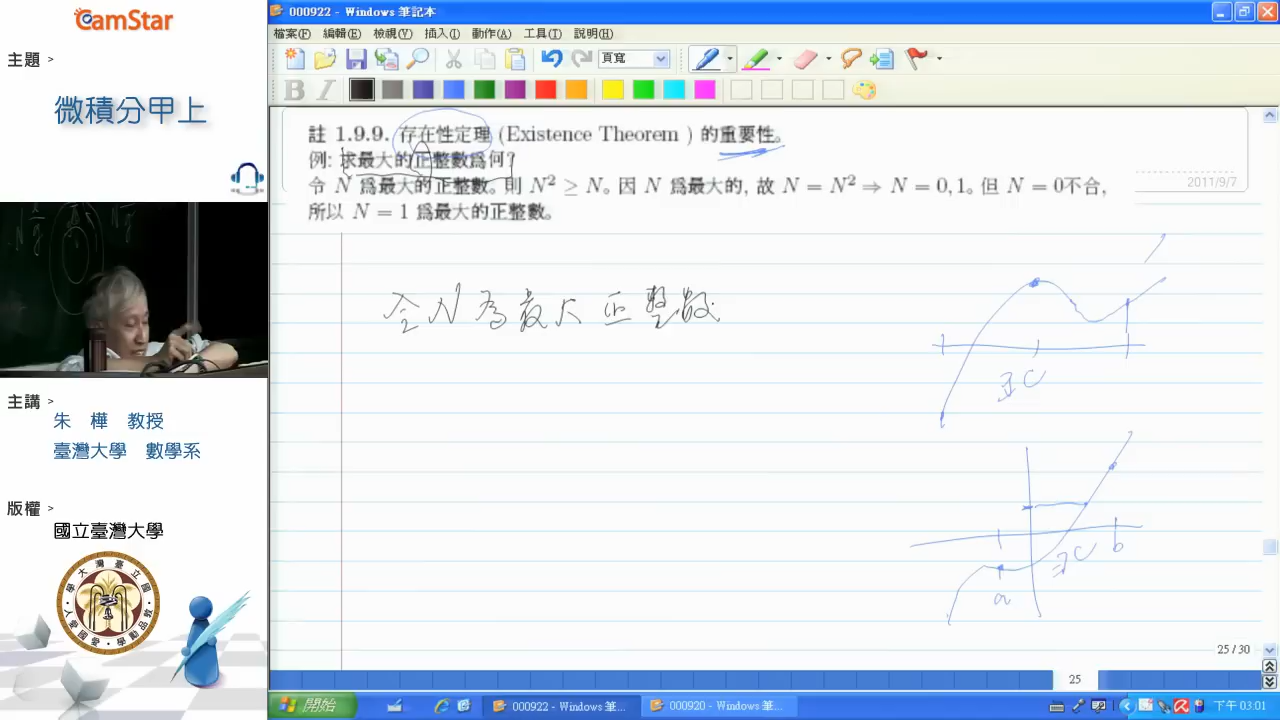 CamStar
主題 >
微積分甲上
主講 >
朱 樺 教授
臺灣大學 數學系
版權 >
國立臺灣大學
000922 - Windows 筆記本
檔案(F) 編輯(E) 檢視(V) 插入(I) 動作(A) 工具(T) 說明(H)
頁寬
B I
註 1.9.9. 存在性定理 (Existence Theorem ) 的重要性。
例: 求最大的正整數為何?
令 N 為最大的正整數。則 N² ≥ N。因 N 為最大的, 故 N = N² ⇒ N = 0, 1。但 N = 0不合,
所以 N = 1 為最大的正整數。
2011/9/7
令 N 為最大正整数
∃ C
∃ C
a
b
25 / 30
25
開始
000922 - Windows 筆...
000920 - Windows 筆...
下午 03:01